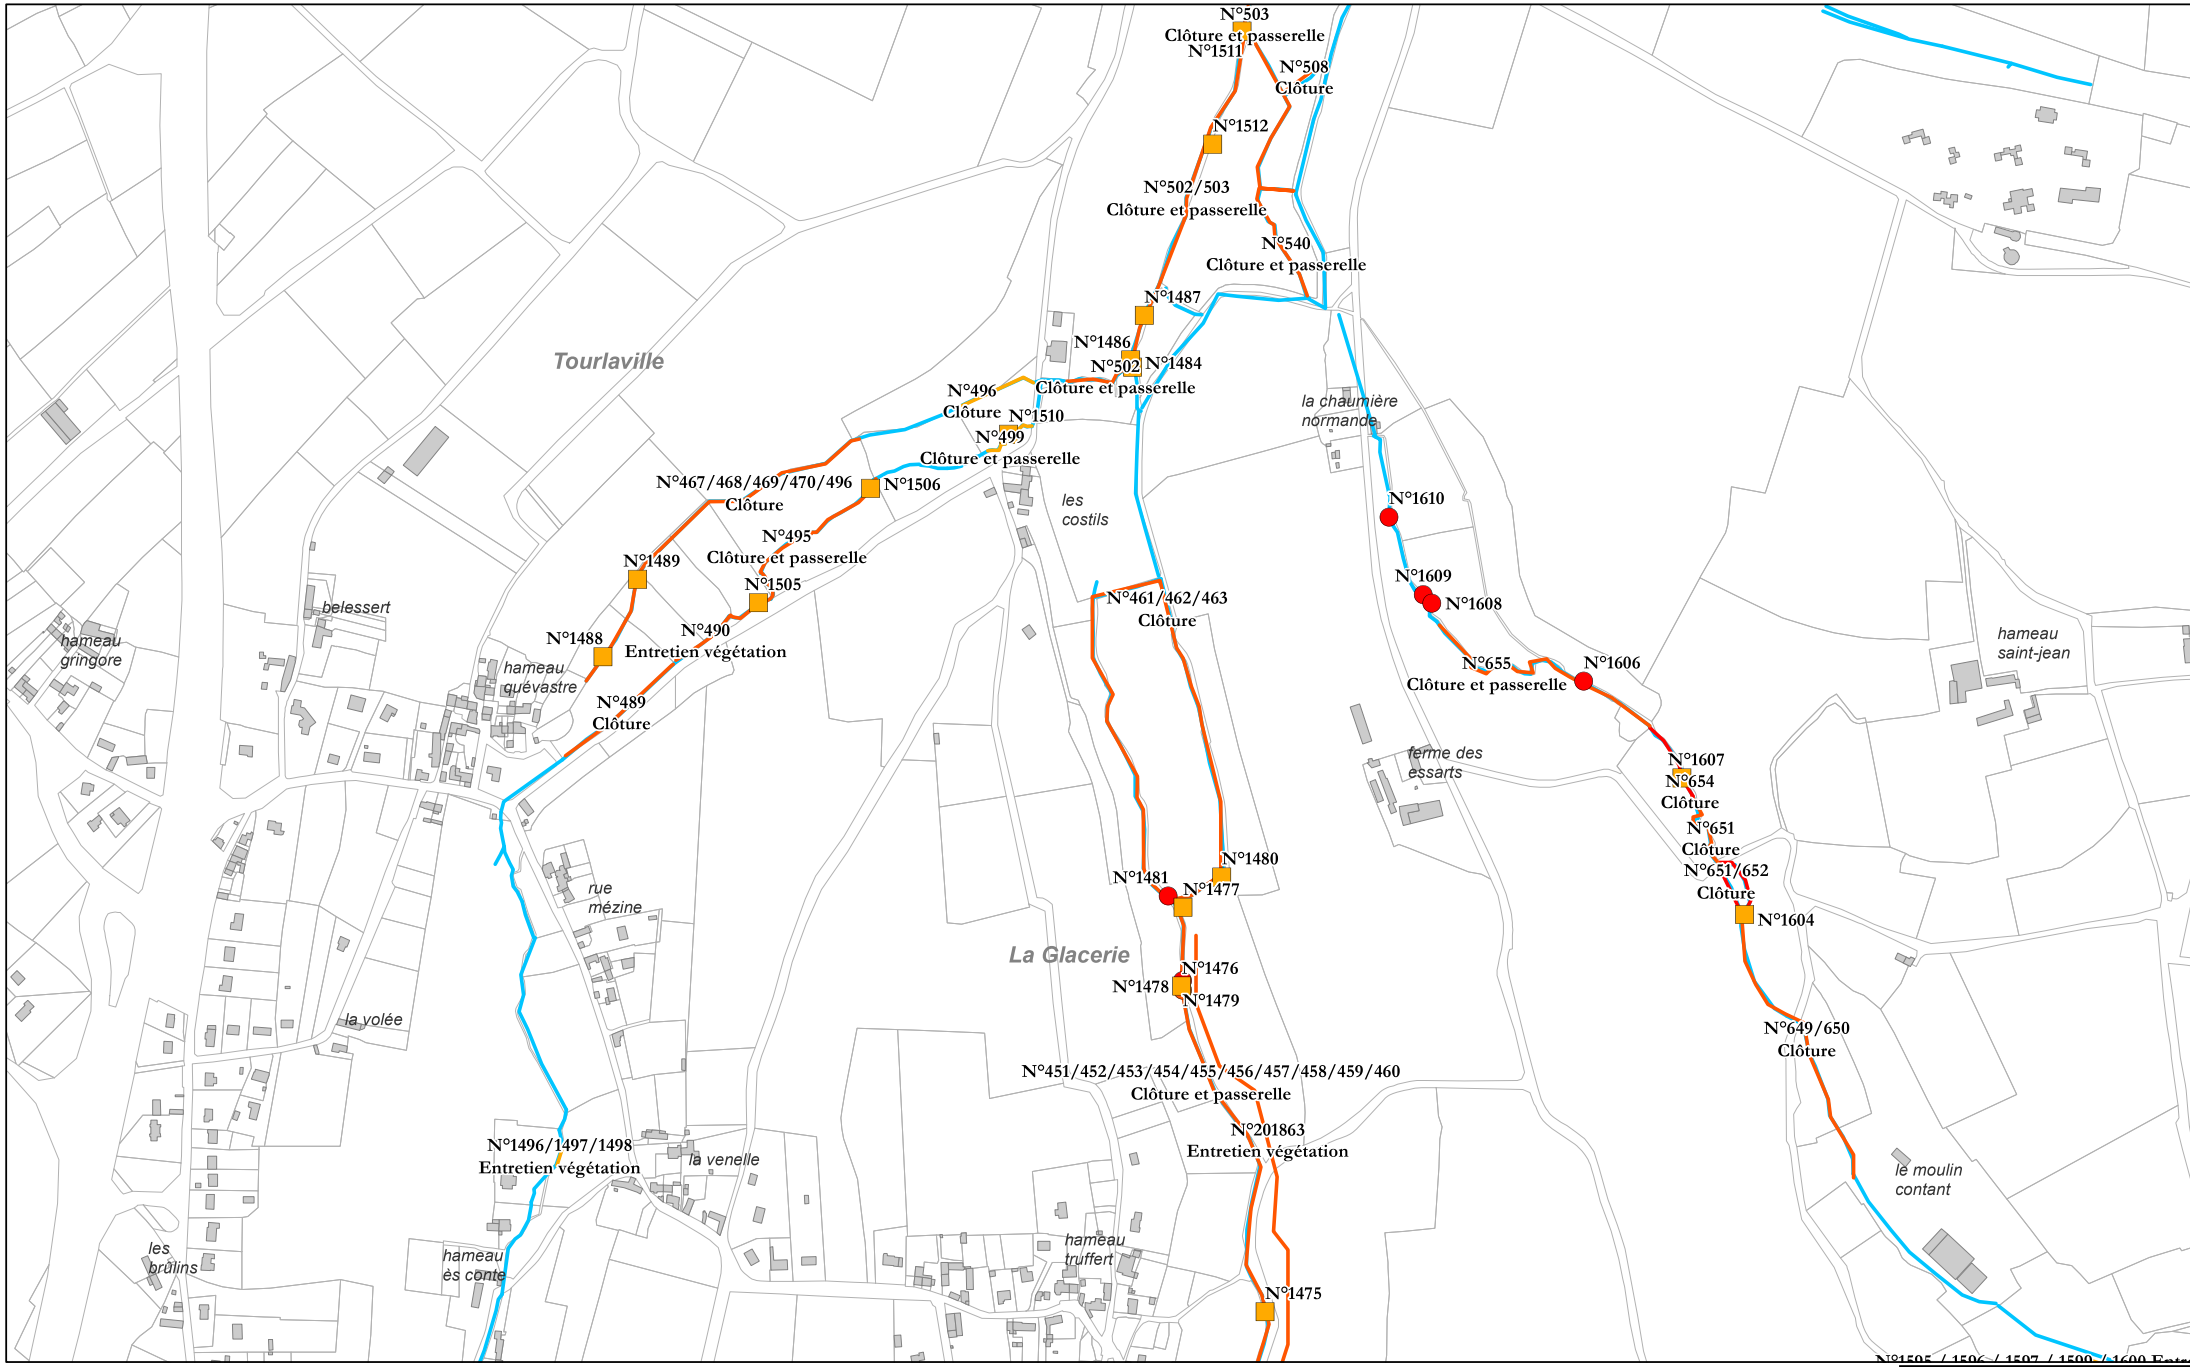 N°503
Clôture et passerelle
N°1511
N°508
Clôture
N°1512
N°502/503
Clôture et passerelle
N°540
Clôture et passerelle
N°1487
N°1486
N°502
N°1484
Clôture et passerelle
Tourlaville
N°496
Clôture
N°1510
N°499
Clôture et passerelle
la chaumière
normande
N°467/468/469/470/496
Clôture
N°1506
les
costils
N°1610
N°495
Clôture et passerelle
N°1489
N°1505
N°1609
N°1608
N°461/462/463
Clôture
belessert
hameau
gringore
N°1488
N°490
Entretien végétation
hameau
quévastre
hameau
saint-jean
N°655
Clôture et passerelle
N°1606
N°489
Clôture
ferme des
essarts
N°1607
N°654
Clôture
N°651
Clôture
N°651/652
Clôture
N°1480
N°1481
N°1477
rue
mézine
N°1604
La Glacerie
N°1476
N°1478
N°1479
la volée
N°649/650
Clôture
N°451/452/453/454/455/456/457/458/459/460
Clôture et passerelle
N°201863
Entretien végétation
N°1496/1497/1498
Entretien végétation
la venelle
le moulin
contant
les
brûlins
hameau
ès conte
hameau
truffert
N°1475
N°1595 / 1596 / 1597 / 1599 / 1600 Entr